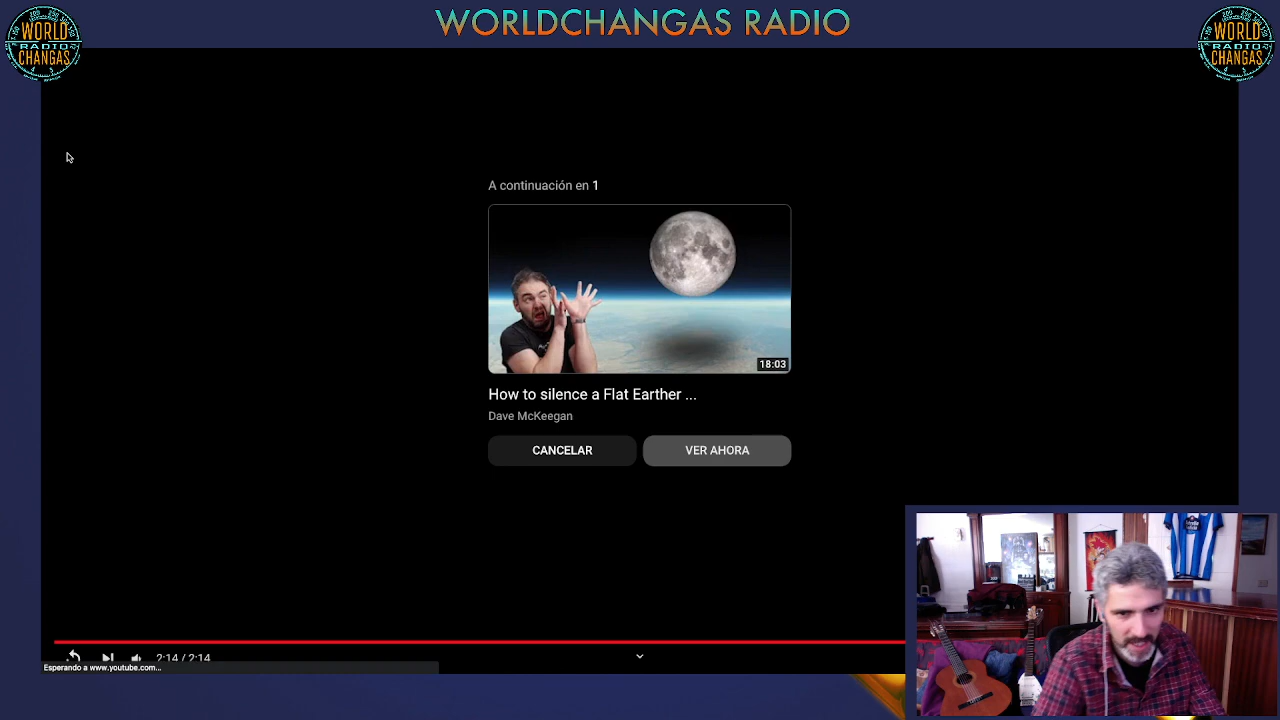 WORLDCHANGAS RADIO
WORLD
RADIO
CHANGAS
WORLD
RADIO
CHANGAS
A continuación en 1
18:03
How to silence a Flat Earther ...
Dave McKeegan
CANCELAR
VER AHORA
2:14 / 2:14
Esperando a www.youtube.com...